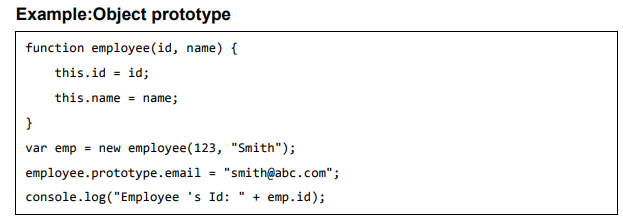 Example:Object prototype
function employee(id, name) {
this.id = id;
this.name = name;
}
var emp = new employee(123, "Smith");
employee.prototype.email = "smith@abc.com";
console.log("Employee 's Id: " + emp.id);